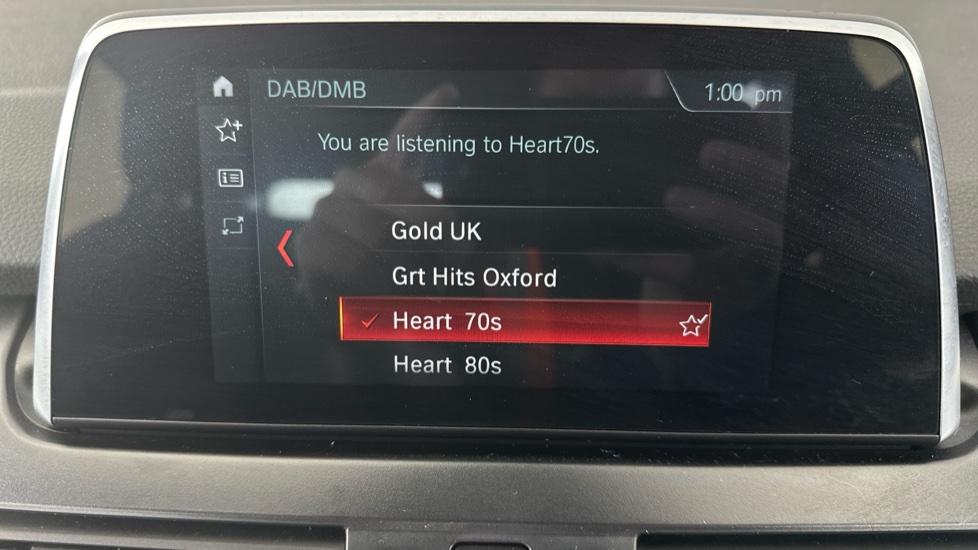 DAB/DMB
1:00 pm
You are listening to Heart70s.
Gold UK
Grt Hits Oxford
Heart 70s
Heart 80s